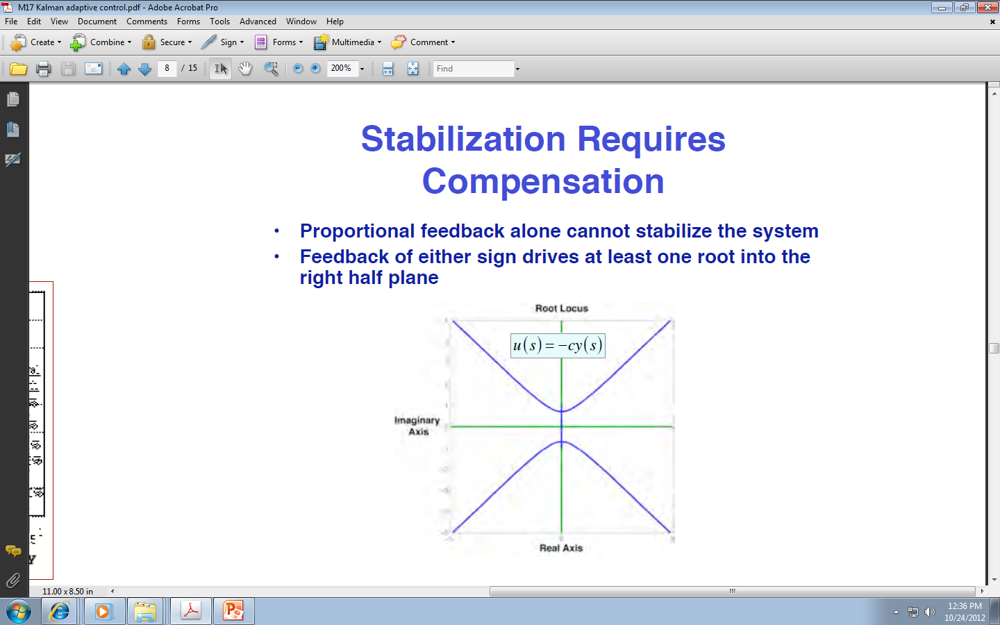 M17 Kalman adaptive control.pdf - Adobe Acrobat Pro
File Edit View Document Comments Forms Tools Advanced Window Help
Create Combine Secure Sign Forms Multimedia Comment
8 / 15 200% Find
Stabilization Requires
Compensation
• Proportional feedback alone cannot stabilize the system
• Feedback of either sign drives at least one root into the
right half plane
Root Locus
u(s)=−cy(s)
Imaginary
Axis
Real Axis
11.00 x 8.50 in
12:36 PM
10/24/2012